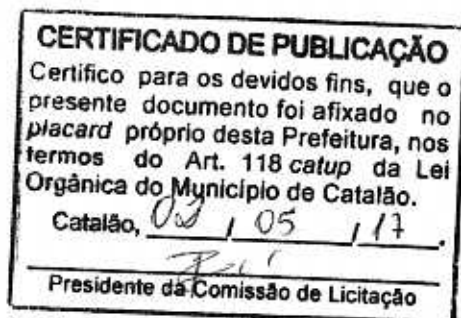 CERTIFICADO DE PUBLICAÇÃO
Certifico para os devidos fins, que o
presente documento foi afixado no
placard próprio desta Prefeitura, nos
termos do Art. 118 catup da Lei
Orgânica do Município de Catalão.
Catalão, / 05 / 17.
Presidente da Comissão de Licitação